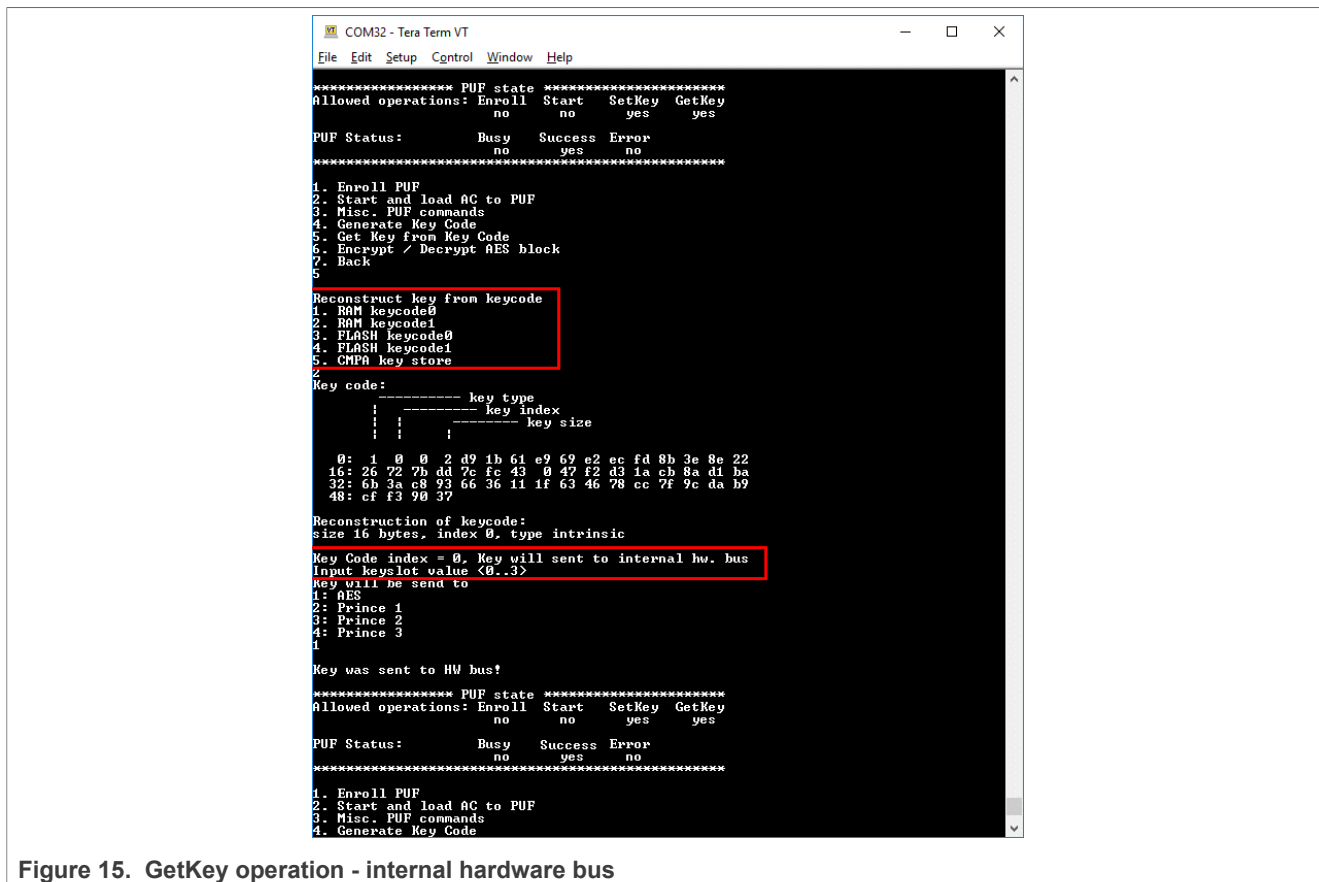 COM32 - Tera Term VT
File Edit Setup Control Window Help
***************** PUF state **********************
Allowed operations: Enroll Start SetKey GetKey
no no yes yes
PUF Status: Busy Success Error
no yes no
**************************************************
1. Enroll PUF
2. Start and load AC to PUF
3. Misc. PUF commands
4. Generate Key Code
5. Get Key from Key Code
6. Encrypt / Decrypt AES block
7. Back
5
Reconstruct key from keycode
1. RAM keycode0
2. RAM keycode1
3. FLASH keycode0
4. FLASH keycode1
5. CMPA key store
2
Key code:
---------- key type
| --------- key index
| | -------- key size
| | |
0: 1 0 0 2 d9 1b 61 e9 69 e2 ec fd 8b 3e 8e 22
16: 26 72 7b dd 7c fc 43 0 47 f2 d3 1a cb 8a d1 ba
32: 6b 3a c8 93 66 36 11 1f 63 46 78 cc 7f 9c da b9
48: cf f3 90 37
Reconstruction of keycode:
size 16 bytes, index 0, type intrinsic
Key Code index = 0, Key will sent to internal hw. bus
Input keyslot value <0..3>
Key will be send to
1: AES
2: Prince 1
3: Prince 2
4: Prince 3
1
Key was sent to HW bus!
***************** PUF state **********************
Allowed operations: Enroll Start SetKey GetKey
no no yes yes
PUF Status: Busy Success Error
no yes no
**************************************************
1. Enroll PUF
2. Start and load AC to PUF
3. Misc. PUF commands
4. Generate Key Code
Figure 15. GetKey operation - internal hardware bus